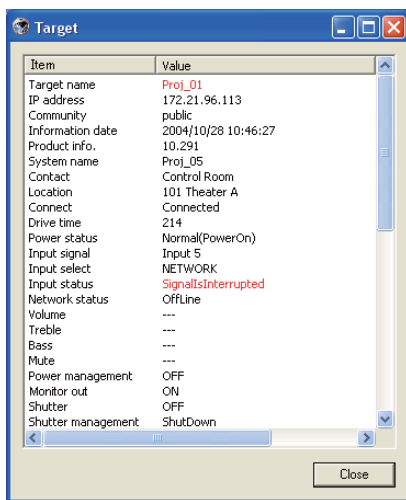 Target
Item Value
Target name Proj_01
IP address 172.21.96.113
Community public
Information date 2004/10/28 10:46:27
Product info. 10.291
System name Proj_05
Contact Control Room
Location 101 Theater A
Connect Connected
Drive time 214
Power status Normal(PowerOn)
Input signal Input 5
Input select NETWORK
Input status SignalIsInterrupted
Network status OffLine
Volume ---
Treble ---
Bass ---
Mute ---
Power management OFF
Monitor out ON
Shutter OFF
Shutter management ShutDown
Close